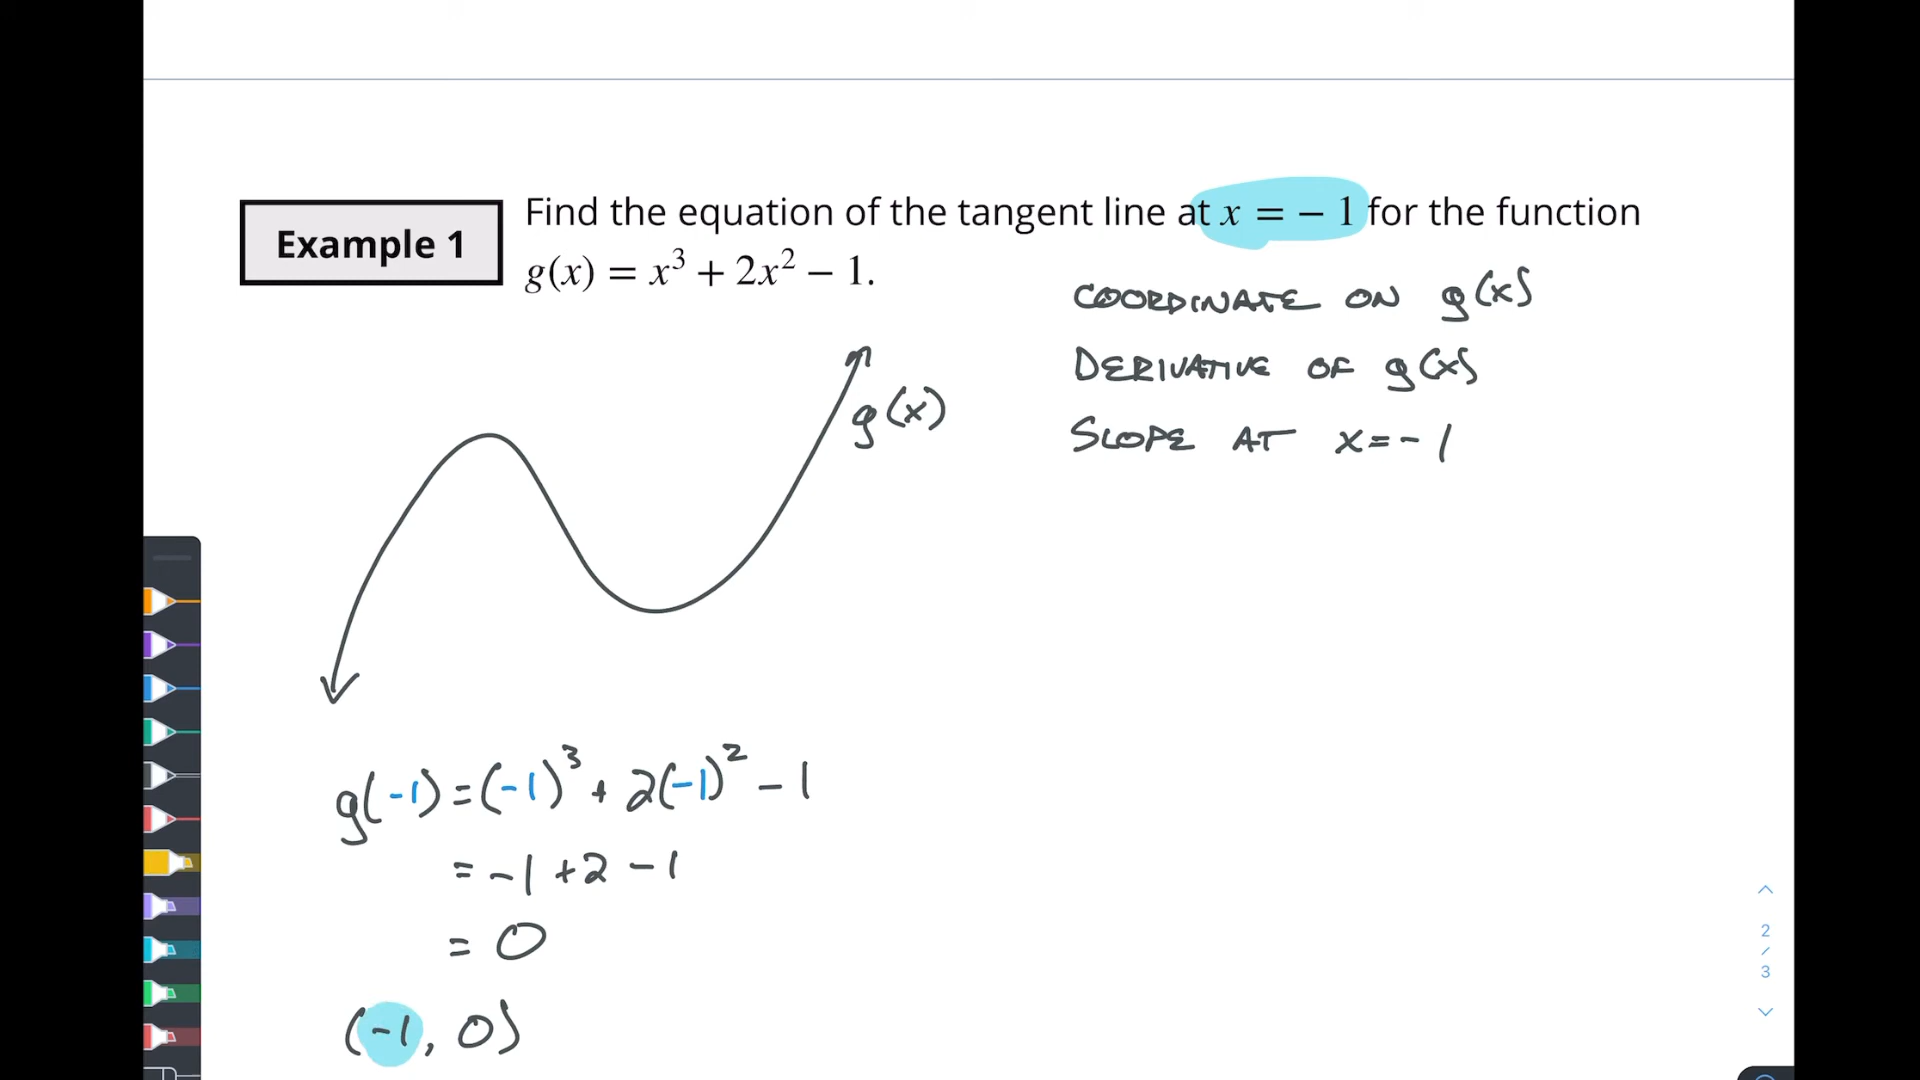 Example 1
Find the equation of the tangent line at x = − 1 for the function
g(x) = x³ + 2x² − 1.
COORDINATE ON g(x)
DERIVATIVE OF g(x)
SLOPE AT x=-1
g(x)
g(-1) = (-1)³ + 2(-1)² - 1
= -1 +2 -1
= 0
(-1, 0)
2
/
3